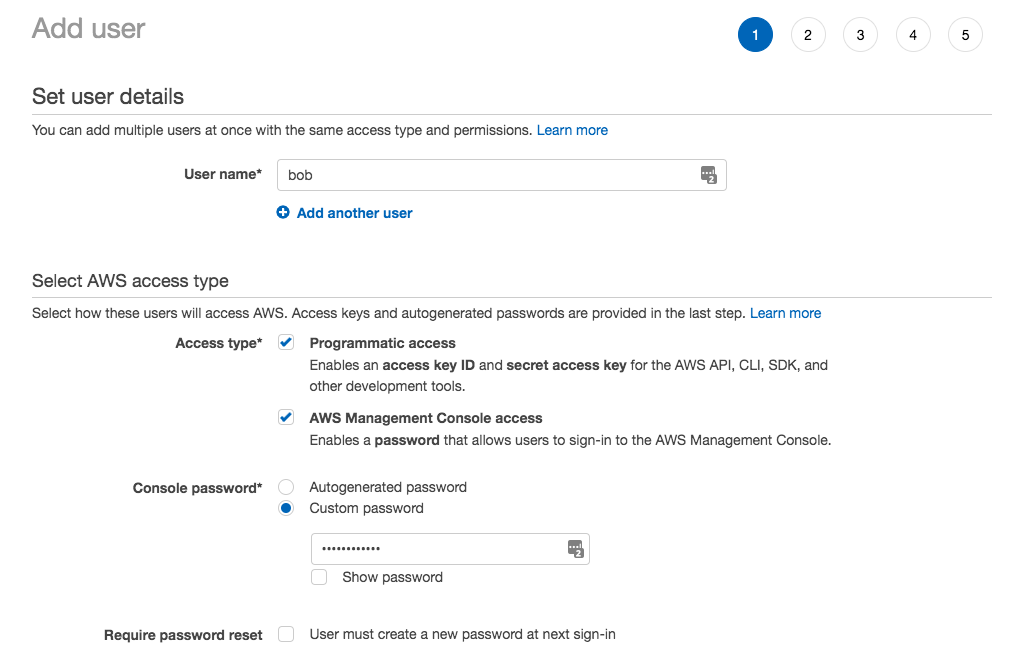 Add user
1 2 3 4 5
Set user details
You can add multiple users at once with the same access type and permissions. Learn more
User name* bob
Add another user
Select AWS access type
Select how these users will access AWS. Access keys and autogenerated passwords are provided in the last step. Learn more
Access type* Programmatic access
Enables an access key ID and secret access key for the AWS API, CLI, SDK, and
other development tools.
AWS Management Console access
Enables a password that allows users to sign-in to the AWS Management Console.
Console password* Autogenerated password
Custom password
••••••••••••
Show password
Require password reset User must create a new password at next sign-in